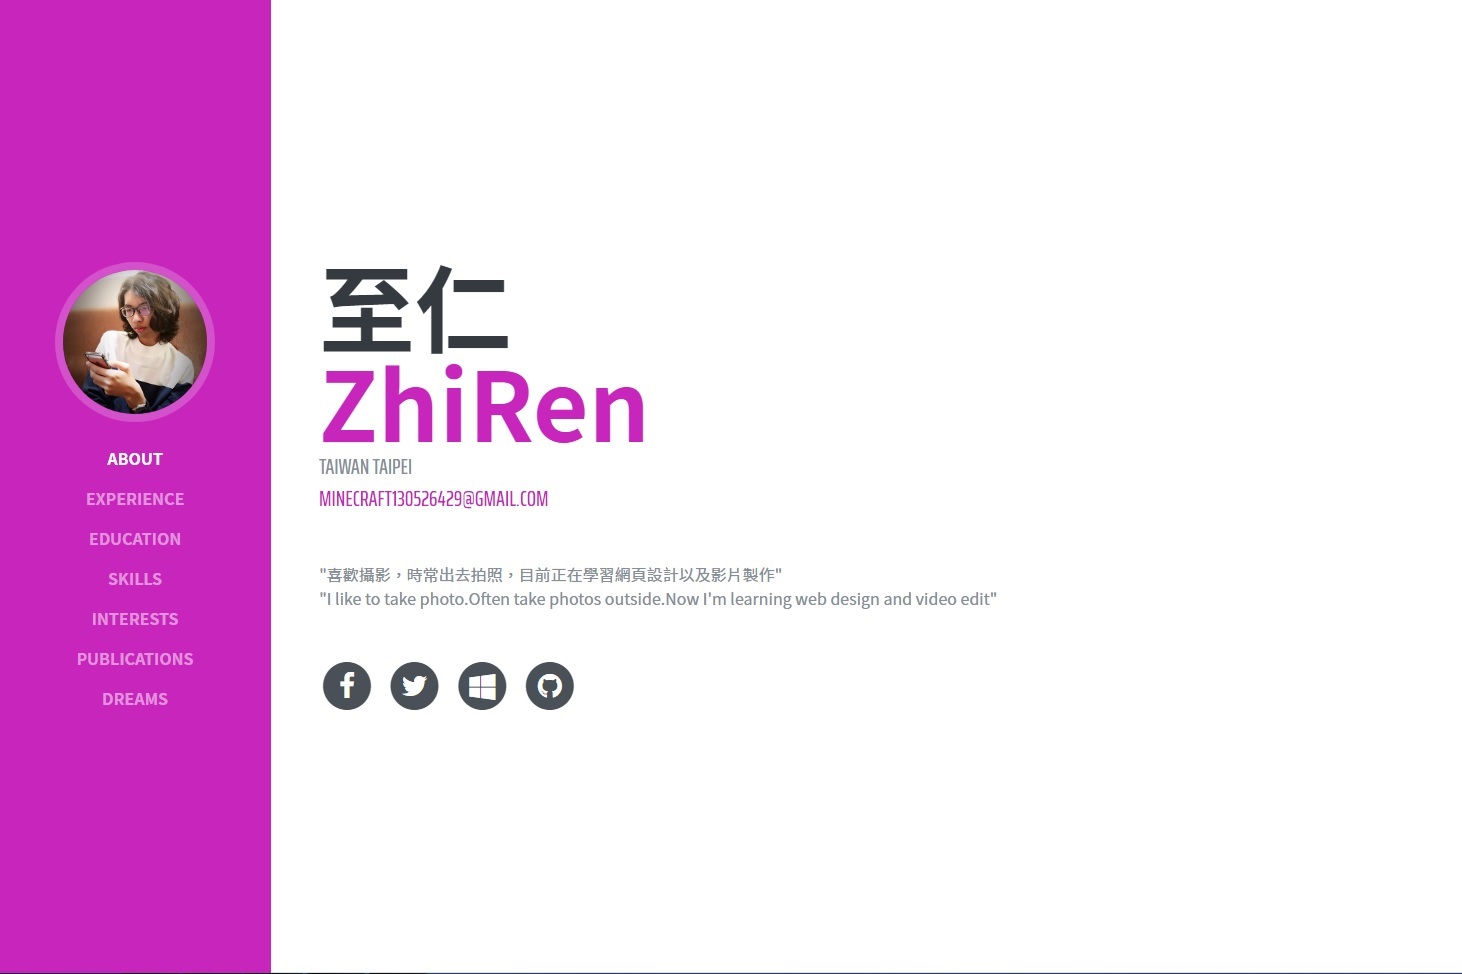 ABOUT
EXPERIENCE
EDUCATION
SKILLS
INTERESTS
PUBLICATIONS
DREAMS
至仁
ZhiRen
TAIWAN TAIPEI
MINECRAFT130526429@GMAIL.COM
"喜歡攝影，時常出去拍照，目前正在學習網頁設計以及影片製作"
"I like to take photo.Often take photos outside.Now I'm learning web design and video edit"